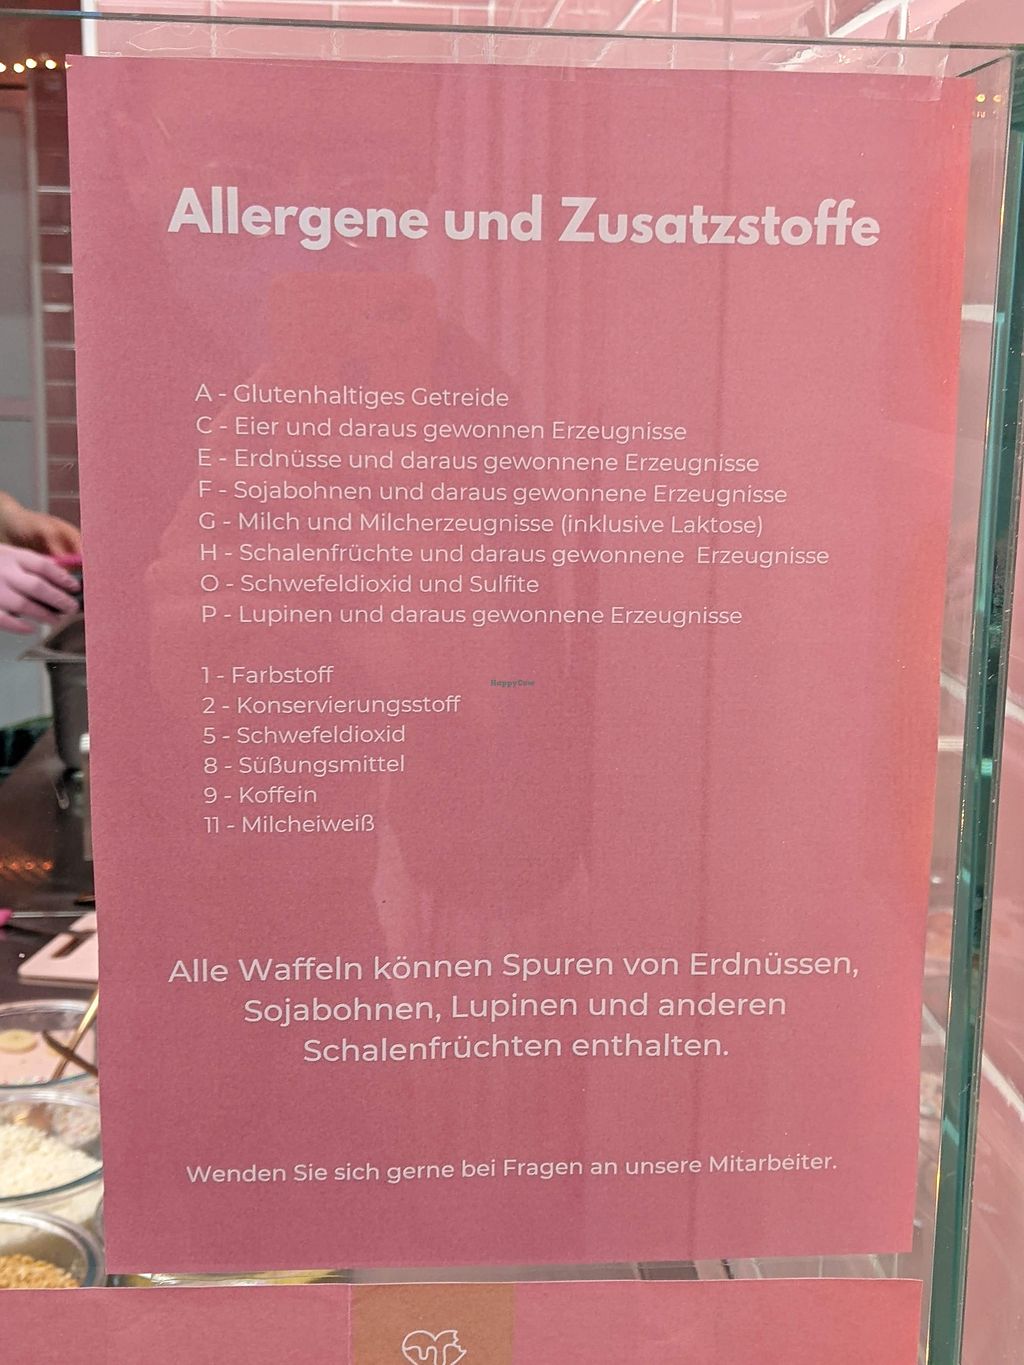 Allergene und Zusatzstoffe
A - Glutenhaltiges Getreide
C - Eier und daraus gewonnen Erzeugnisse
E - Erdnüsse und daraus gewonnene Erzeugnisse
F - Sojabohnen und daraus gewonnene Erzeugnisse
G - Milch und Milcherzeugnisse (inklusive Laktose)
H - Schalenfrüchte und daraus gewonnene Erzeugnisse
O - Schwefeldioxid und Sulfite
P - Lupinen und daraus gewonnene Erzeugnisse
1 - Farbstoff
2 - Konservierungsstoff
5 - Schwefeldioxid
8 - Süßungsmittel
9 - Koffein
11 - Milcheiweiß
HappyCow
Alle Waffeln können Spuren von Erdnüssen,
Sojabohnen, Lupinen und anderen
Schalenfrüchten enthalten.
Wenden Sie sich gerne bei Fragen an unsere Mitarbeiter.